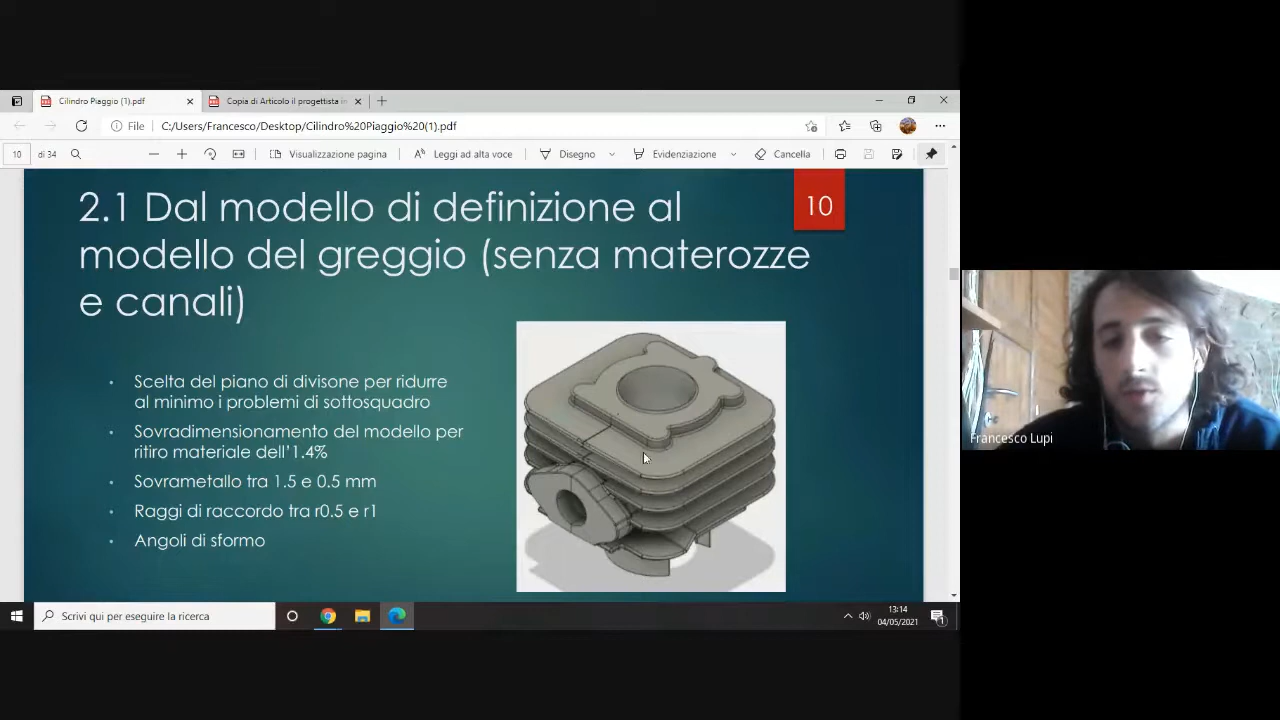 Cilindro Piaggio (1).pdf
Copia di Articolo il progettista in
File
C:/Users/Francesco/Desktop/Cilindro%20Piaggio%20(1).pdf
10 di 34
Visualizzazione pagina
Leggi ad alta voce
Disegno
Evidenziazione
Cancella
2.1 Dal modello di definizione al
modello del greggio (senza materozze
e canali)
10
Scelta del piano di divisone per ridurre
al minimo i problemi di sottosquadro
Sovradimensionamento del modello per
ritiro materiale dell'1.4%
Sovrametallo tra 1.5 e 0.5 mm
Raggi di raccordo tra r0.5 e r1
Angoli di sformo
Francesco Lupi
Scrivi qui per eseguire la ricerca
13:14
04/05/2021
1